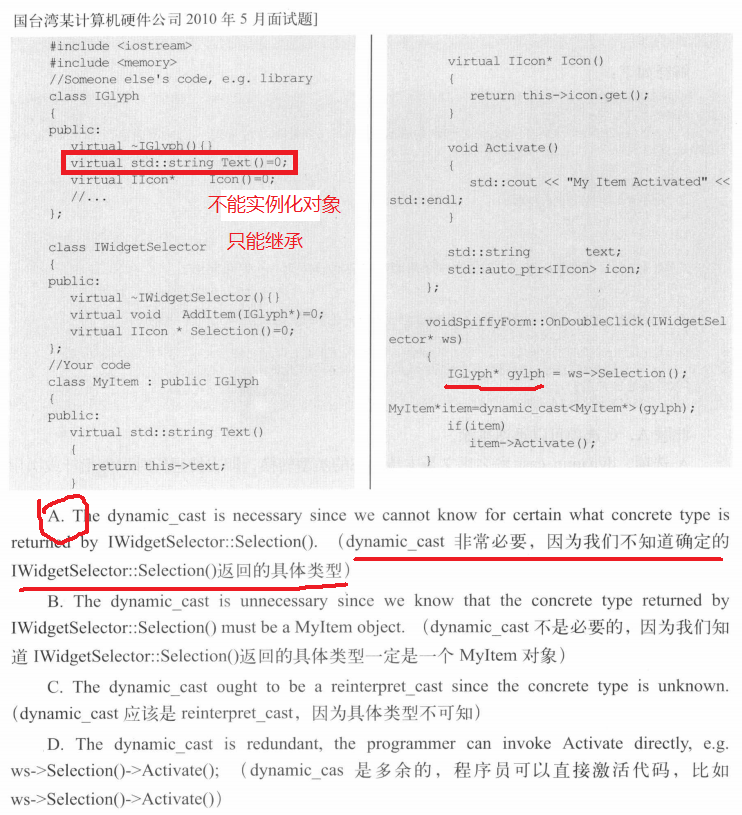 国台湾某计算机硬件公司 2010 年 5 月面试题]
#include <iostream>
#include <memory>
//Someone else's code, e.g. library
class IGlyph
{
public:
virtual ~IGlyph(){}
virtual std::string Text()=0;
virtual IIcon* Icon()=0;
//...
};
不能实例化对象
只能继承
class IWidgetSelector
{
public:
virtual ~IWidgetSelector(){}
virtual void AddItem(IGlyph*)=0;
virtual IIcon * Selection()=0;
};
//Your code
class MyItem : public IGlyph
{
public:
virtual std::string Text()
{
return this->text;
}
virtual IIcon* Icon()
{
return this->icon.get();
}
void Activate()
{
std::cout << "My Item Activated" <<
std::endl;
}
std::string text;
std::auto_ptr<IIcon> icon;
};
voidSpiffyForm::OnDoubleClick(IWidgetSel
ector* ws)
{
IGlyph* gylph = ws->Selection();
MyItem*item=dynamic_cast<MyItem*>(gylph);
if(item)
item->Activate();
}
A. The dynamic_cast is necessary since we cannot know for certain what concrete type is
returned by IWidgetSelector::Selection(). （dynamic_cast 非常必要，因为我们不知道确定的
IWidgetSelector::Selection()返回的具体类型）
B. The dynamic_cast is unnecessary since we know that the concrete type returned by
IWidgetSelector::Selection() must be a MyItem object. （dynamic_cast 不是必要的，因为我们知
道 IWidgetSelector::Selection()返回的具体类型一定是一个 MyItem 对象）
C. The dynamic_cast ought to be a reinterpret_cast since the concrete type is unknown.
（dynamic_cast 应该是 reinterpret_cast，因为具体类型不可知）
D. The dynamic_cast is redundant, the programmer can invoke Activate directly, e.g.
ws->Selection()->Activate(); （dynamic_cas 是多余的，程序员可以直接激活代码，比如
ws->Selection()->Activate()）